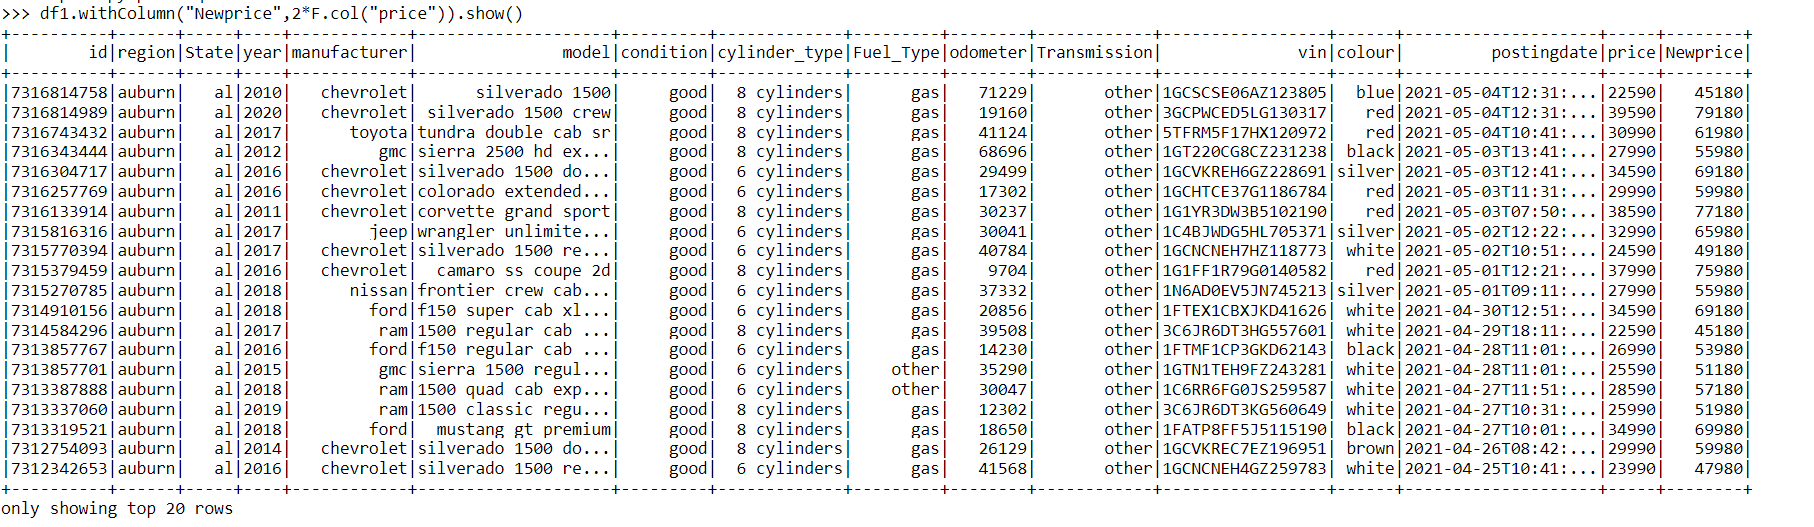 >>> df1.withColumn("Newprice",2*F.col("price")).show()
+----------+------+-----+----+------------+--------------------+---------+-------------+---------+--------+------------+-----------------+------+--------------------+-----+--------+
|        id|region|State|year|manufacturer|               model|condition|cylinder_type|Fuel_Type|odometer|Transmission|              vin|colour|         postingdate|price|Newprice|
+----------+------+-----+----+------------+--------------------+---------+-------------+---------+--------+------------+-----------------+------+--------------------+-----+--------+
|7316814758|auburn|   al|2010|   chevrolet|      silverado 1500|     good|  8 cylinders|      gas|   71229|       other|1GCSCSE06AZ123805|  blue|2021-05-04T12:31:...|22590|   45180|
|7316814989|auburn|   al|2020|   chevrolet| silverado 1500 crew|     good|  8 cylinders|      gas|   19160|       other|3GCPWCED5LG130317|   red|2021-05-04T12:31:...|39590|   79180|
|7316743432|auburn|   al|2017|      toyota|tundra double cab sr|     good|  8 cylinders|      gas|   41124|       other|5TFRM5F17HX120972|   red|2021-05-04T10:41:...|30990|   61980|
|7316343444|auburn|   al|2012|         gmc|sierra 2500 hd ex...|     good|  8 cylinders|      gas|   68696|       other|1GT220CG8CZ231238| black|2021-05-03T13:41:...|27990|   55980|
|7316304717|auburn|   al|2016|   chevrolet|silverado 1500 do...|     good|  6 cylinders|      gas|   29499|       other|1GCVKREH6GZ228691|silver|2021-05-03T12:41:...|34590|   69180|
|7316257769|auburn|   al|2016|   chevrolet|colorado extended...|     good|  6 cylinders|      gas|   17302|       other|1GCHTCE37G1186784|   red|2021-05-03T11:31:...|29990|   59980|
|7316133914|auburn|   al|2011|   chevrolet|corvette grand sport|     good|  8 cylinders|      gas|   30237|       other|1G1YR3DW3B5102190|   red|2021-05-03T07:50:...|38590|   77180|
|7315816316|auburn|   al|2017|        jeep|wrangler unlimite...|     good|  6 cylinders|      gas|   30041|       other|1C4BJWDG5HL705371|silver|2021-05-02T12:22:...|32990|   65980|
|7315770394|auburn|   al|2017|   chevrolet|silverado 1500 re...|     good|  6 cylinders|      gas|   40784|       other|1GCNCNEH7HZ118773| white|2021-05-02T10:51:...|24590|   49180|
|7315379459|auburn|   al|2016|   chevrolet|  camaro ss coupe 2d|     good|  8 cylinders|      gas|    9704|       other|1G1FF1R79G0140582|   red|2021-05-01T12:21:...|37990|   75980|
|7315270785|auburn|   al|2018|      nissan|frontier crew cab...|     good|  6 cylinders|      gas|   37332|       other|1N6AD0EV5JN745213|silver|2021-05-01T09:11:...|27990|   55980|
|7314910156|auburn|   al|2018|        ford|f150 super cab xl...|     good|  6 cylinders|      gas|   20856|       other|1FTEX1CBXJKD41626| white|2021-04-30T12:51:...|34590|   69180|
|7314584296|auburn|   al|2017|         ram|1500 regular cab ...|     good|  8 cylinders|      gas|   39508|       other|3C6JR6DT3HG557601| white|2021-04-29T18:11:...|22590|   45180|
|7313857767|auburn|   al|2016|        ford|f150 regular cab ...|     good|  6 cylinders|      gas|   14230|       other|1FTMF1CP3GKD62143| black|2021-04-28T11:01:...|26990|   53980|
|7313857701|auburn|   al|2015|         gmc|sierra 1500 regul...|     good|  6 cylinders|    other|   35290|       other|1GTN1TEH9FZ243281| white|2021-04-28T11:01:...|25590|   51180|
|7313387888|auburn|   al|2018|         ram|1500 quad cab exp...|     good|  6 cylinders|    other|   30047|       other|1C6RR6FG0JS259587| white|2021-04-27T11:51:...|28590|   57180|
|7313337060|auburn|   al|2019|         ram|1500 classic regu...|     good|  8 cylinders|      gas|   12302|       other|3C6JR6DT3KG560649| white|2021-04-27T10:31:...|25990|   51980|
|7313319521|auburn|   al|2018|        ford|  mustang gt premium|     good|  8 cylinders|      gas|   18650|       other|1FATP8FF5J5115190| black|2021-04-27T10:01:...|34990|   69980|
|7312754093|auburn|   al|2014|   chevrolet|silverado 1500 do...|     good|  8 cylinders|      gas|   26129|       other|1GCVKREC7EZ196951| brown|2021-04-26T08:42:...|29990|   59980|
|7312342653|auburn|   al|2016|   chevrolet|silverado 1500 re...|     good|  6 cylinders|      gas|   41568|       other|1GCNCNEH4GZ259783| white|2021-04-25T10:41:...|23990|   47980|
+----------+------+-----+----+------------+--------------------+---------+-------------+---------+--------+------------+-----------------+------+--------------------+-----+--------+
only showing top 20 rows